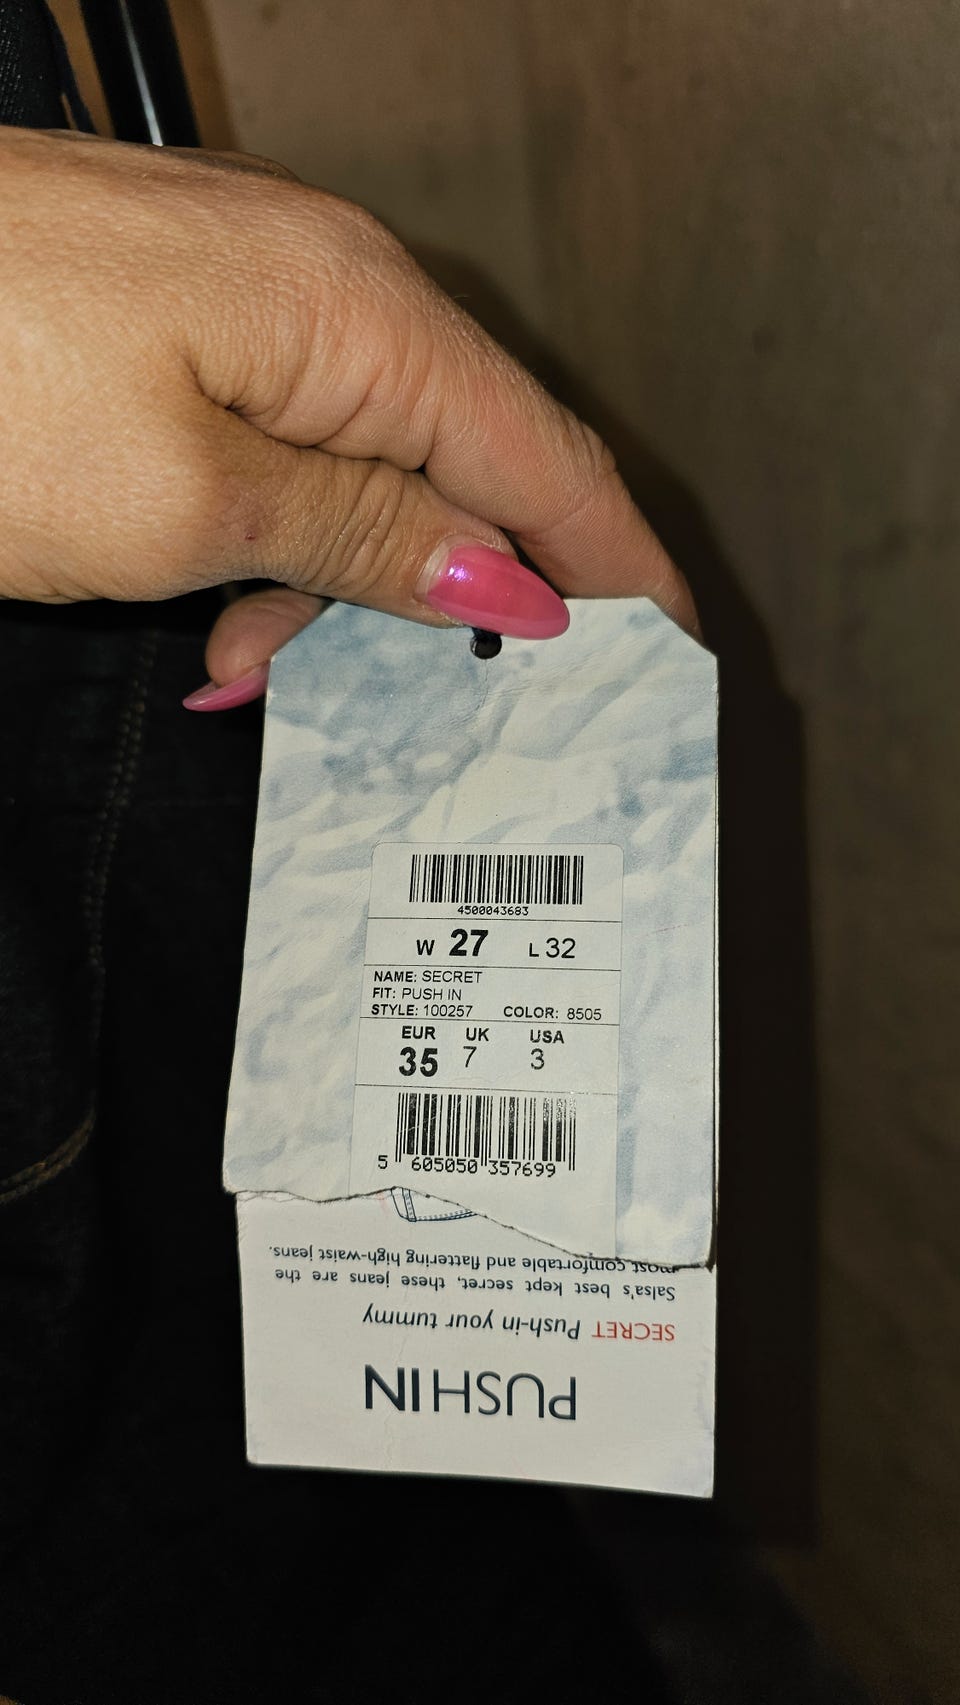 4500043683
W 27 L 32
NAME: SECRET
FIT: PUSH IN
STYLE: 100257 COLOR: 8505
EUR UK USA
35 7 3
5 605050 357699
PUSHIN
SECRET Push-in your tummy
Salsa's best kept secret, these jeans are the
most comfortable and flattering high-waist jeans.